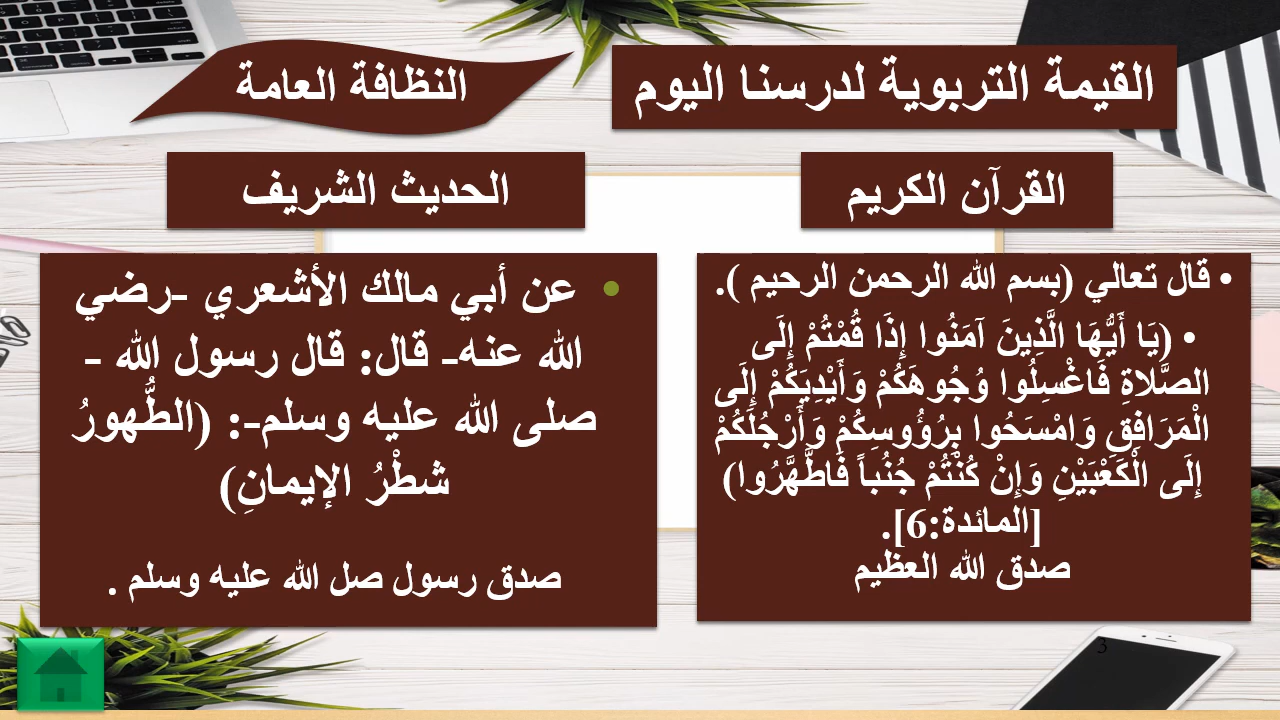 القيمة التربوية لدرسنا اليوم
النظافة العامة
القرآن الكريم
• قال تعالي (بسم الله الرحمن الرحيم ).
• (يَا أَيُّهَا الَّذِينَ آمَنُوا إِذَا قُمْتُمْ إِلَى
الصَّلاةِ فَاغْسِلُوا وُجُوهَكُمْ وَأَيْدِيَكُمْ إِلَى
الْمَرَافِقِ وَامْسَحُوا بِرُؤُوسِكُمْ وَأَرْجُلَكُمْ
إِلَى الْكَعْبَيْنِ وَإِنْ كُنْتُمْ جُنُباً فَاطَّهَّرُوا)
[المائدة:6].
صدق الله العظيم
الحديث الشريف
• عن أبي مالك الأشعري -رضي
الله عنه- قال: قال رسول الله -
صلى الله عليه وسلم-: (الطُّهورُ
شطْرُ الإيمانِ)
صدق رسول صل الله عليه وسلم .
3